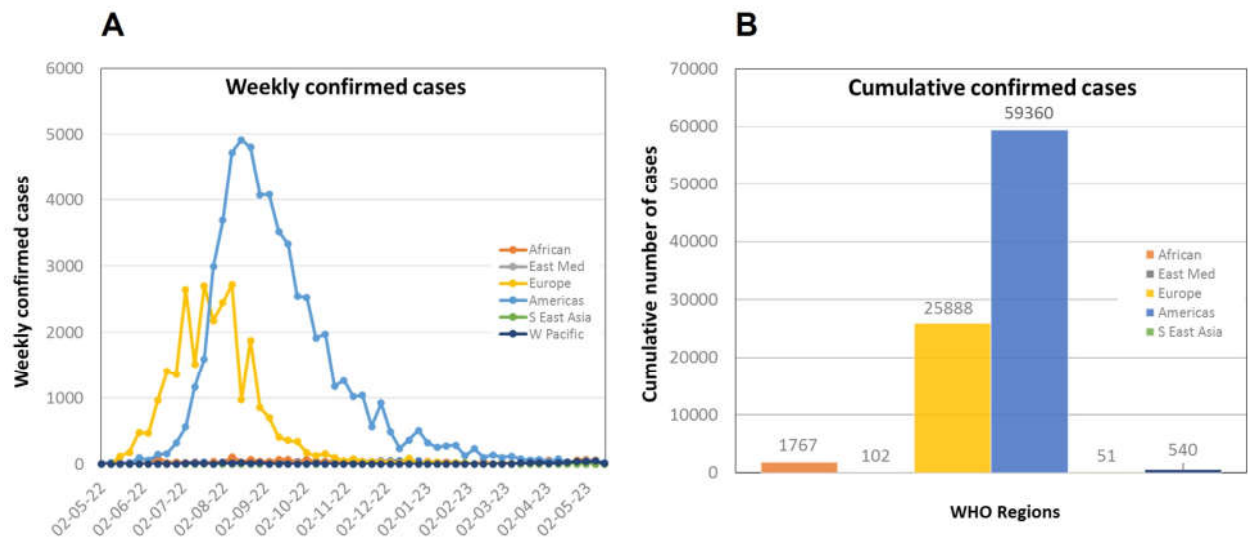 A
Weekly confirmed cases
6000
5000
4000
3000
2000
1000
0
Weekly confirmed cases
African
East Med
Europe
Americas
S East Asia
W Pacific
02-05-22
02-06-22
02-07-22
02-08-22
02-09-22
02-10-22
02-11-22
02-12-22
02-01-23
02-02-23
02-03-23
02-04-23
02-05-23
B
Cumulative confirmed cases
70000
60000
50000
40000
30000
20000
10000
0
Cumulative number of cases
1767
102
25888
59360
51
540
African
East Med
Europe
Americas
S East Asia
WHO Regions